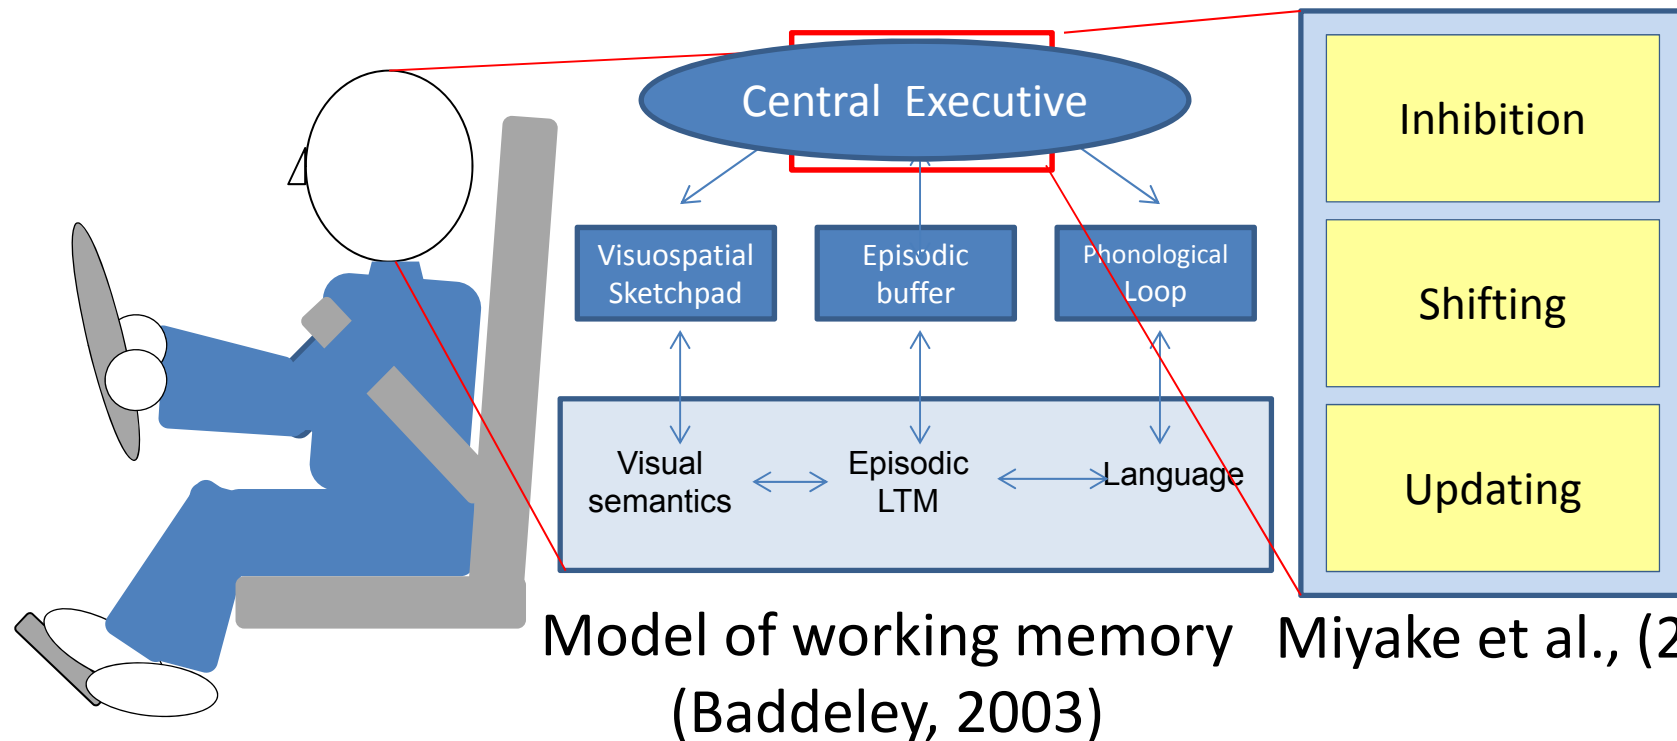 Central Executive
Visuospatial
Sketchpad
Episodic
buffer
Phonological
Loop
Visual
semantics
Episodic
LTM
Language
Model of working memory
(Baddeley, 2003)
Inhibition
Shifting
Updating
Miyake et al., (2